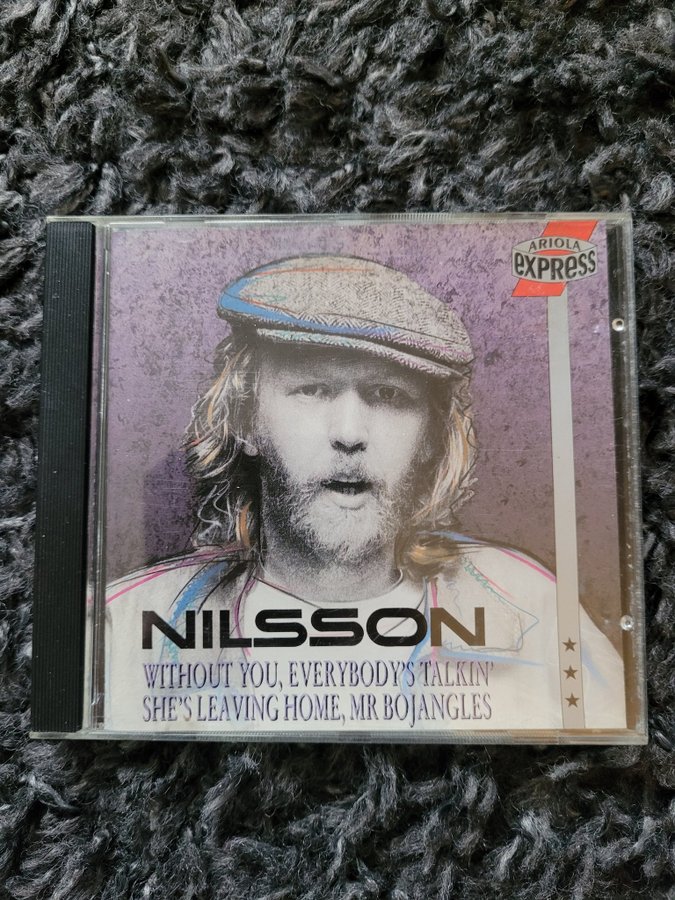 ARIOLA
EXPRESS
NILSSON
WITHOUT YOU, EVERYBODY'S TALKIN'
SHE'S LEAVING HOME, MR BOJANGLES